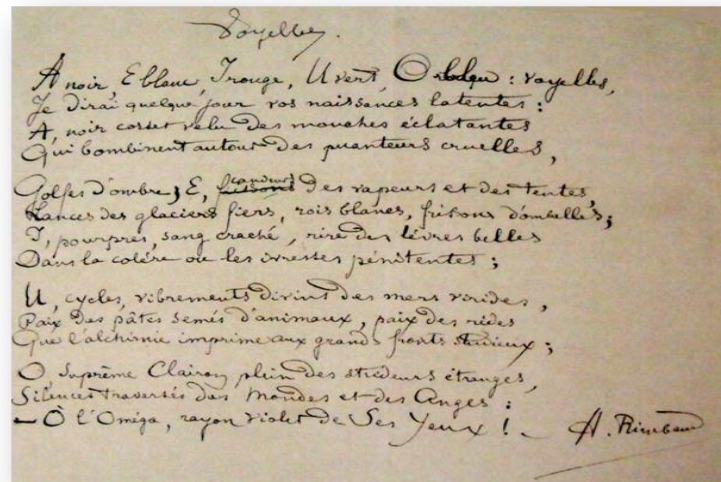 Voyelles.
A noir, E blanc, I rouge, U vert, O bleu : voyelles,
Je dirai quelque jour vos naissances latentes :
A, noir corset velu des mouches éclatantes
Qui bombinent autour des puanteurs cruelles,
Golfes d'ombre ; E, frissons candeurs des vapeurs et des tentes,
Lances des glaciers fiers, rois blancs, frissons d'ombelles ;
I, pourpres, sang craché, rire des lèvres belles
Dans la colère ou les ivresses pénitentes ;
U, cycles, vibrements divins des mers virides,
Paix des pâtis semés d'animaux, paix des rides
Que l'alchimie imprime aux grands fronts studieux ;
O, Suprême Clairon plein des strideurs étranges,
Silences traversés des Mondes et des Anges :
— O l'Oméga, rayon violet de Ses Yeux ! —
A. Rimbaud